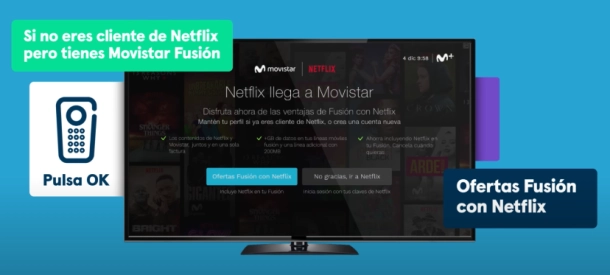 Si no eres cliente de Netflix
pero tienes Movistar Fusión
movistar NETFLIX
4 dic 9:58 M+
Netflix llega a Movistar
Disfruta ahora de las ventajas de Fusión con Netflix
Mantén tu perfil si ya eres cliente de Netflix, o crea una cuenta nueva
Los contenidos de Netflix y
Movistar, juntos y en una sola
factura
+GB de datos en tus líneas móviles
fusión y una línea adicional con
200MB
Ahorra incluyendo Netflix en
tu Fusión. Cancela cuando
quieras
Ofertas Fusión con Netflix
No gracias, ir a Netflix
Incluye Netflix en tu Fusión
Inicia sesión con tus claves de Netflix
Pulsa OK
Ofertas Fusión
con Netflix
ARDELI
BRIGHT